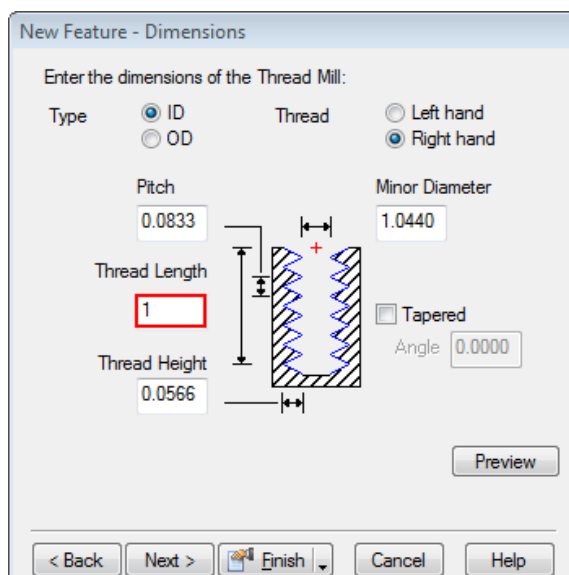 New Feature - Dimensions
Enter the dimensions of the Thread Mill:
Type ID Thread Left hand
OD Right hand
Pitch Minor Diameter
0.0833 1.0440
Thread Length
1 Tapered
Angle 0.0000
Thread Height
0.0566
Preview
< Back Next > Finish Cancel Help